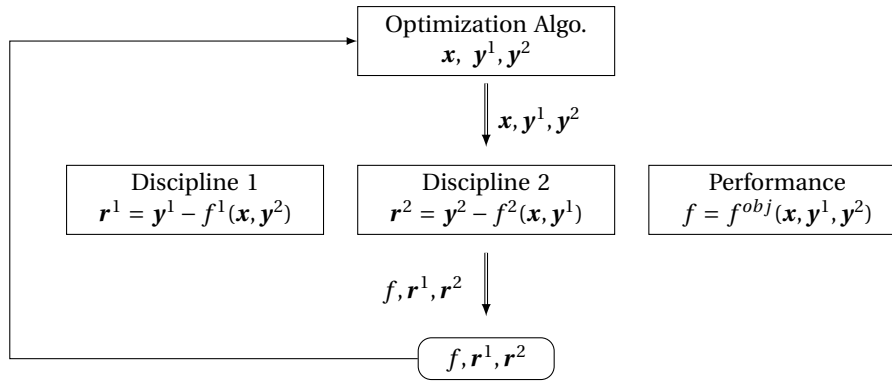 Optimization Algo.
𝒙, 𝒚¹, 𝒚²
𝒙, 𝒚¹, 𝒚²
Discipline 1
𝒓¹ = 𝒚¹ − f¹(𝒙, 𝒚²)
Discipline 2
𝒓² = 𝒚² − f²(𝒙, 𝒚¹)
Performance
f = f^{obj}(𝒙, 𝒚¹, 𝒚²)
f, 𝒓¹, 𝒓²
f, 𝒓¹, 𝒓²